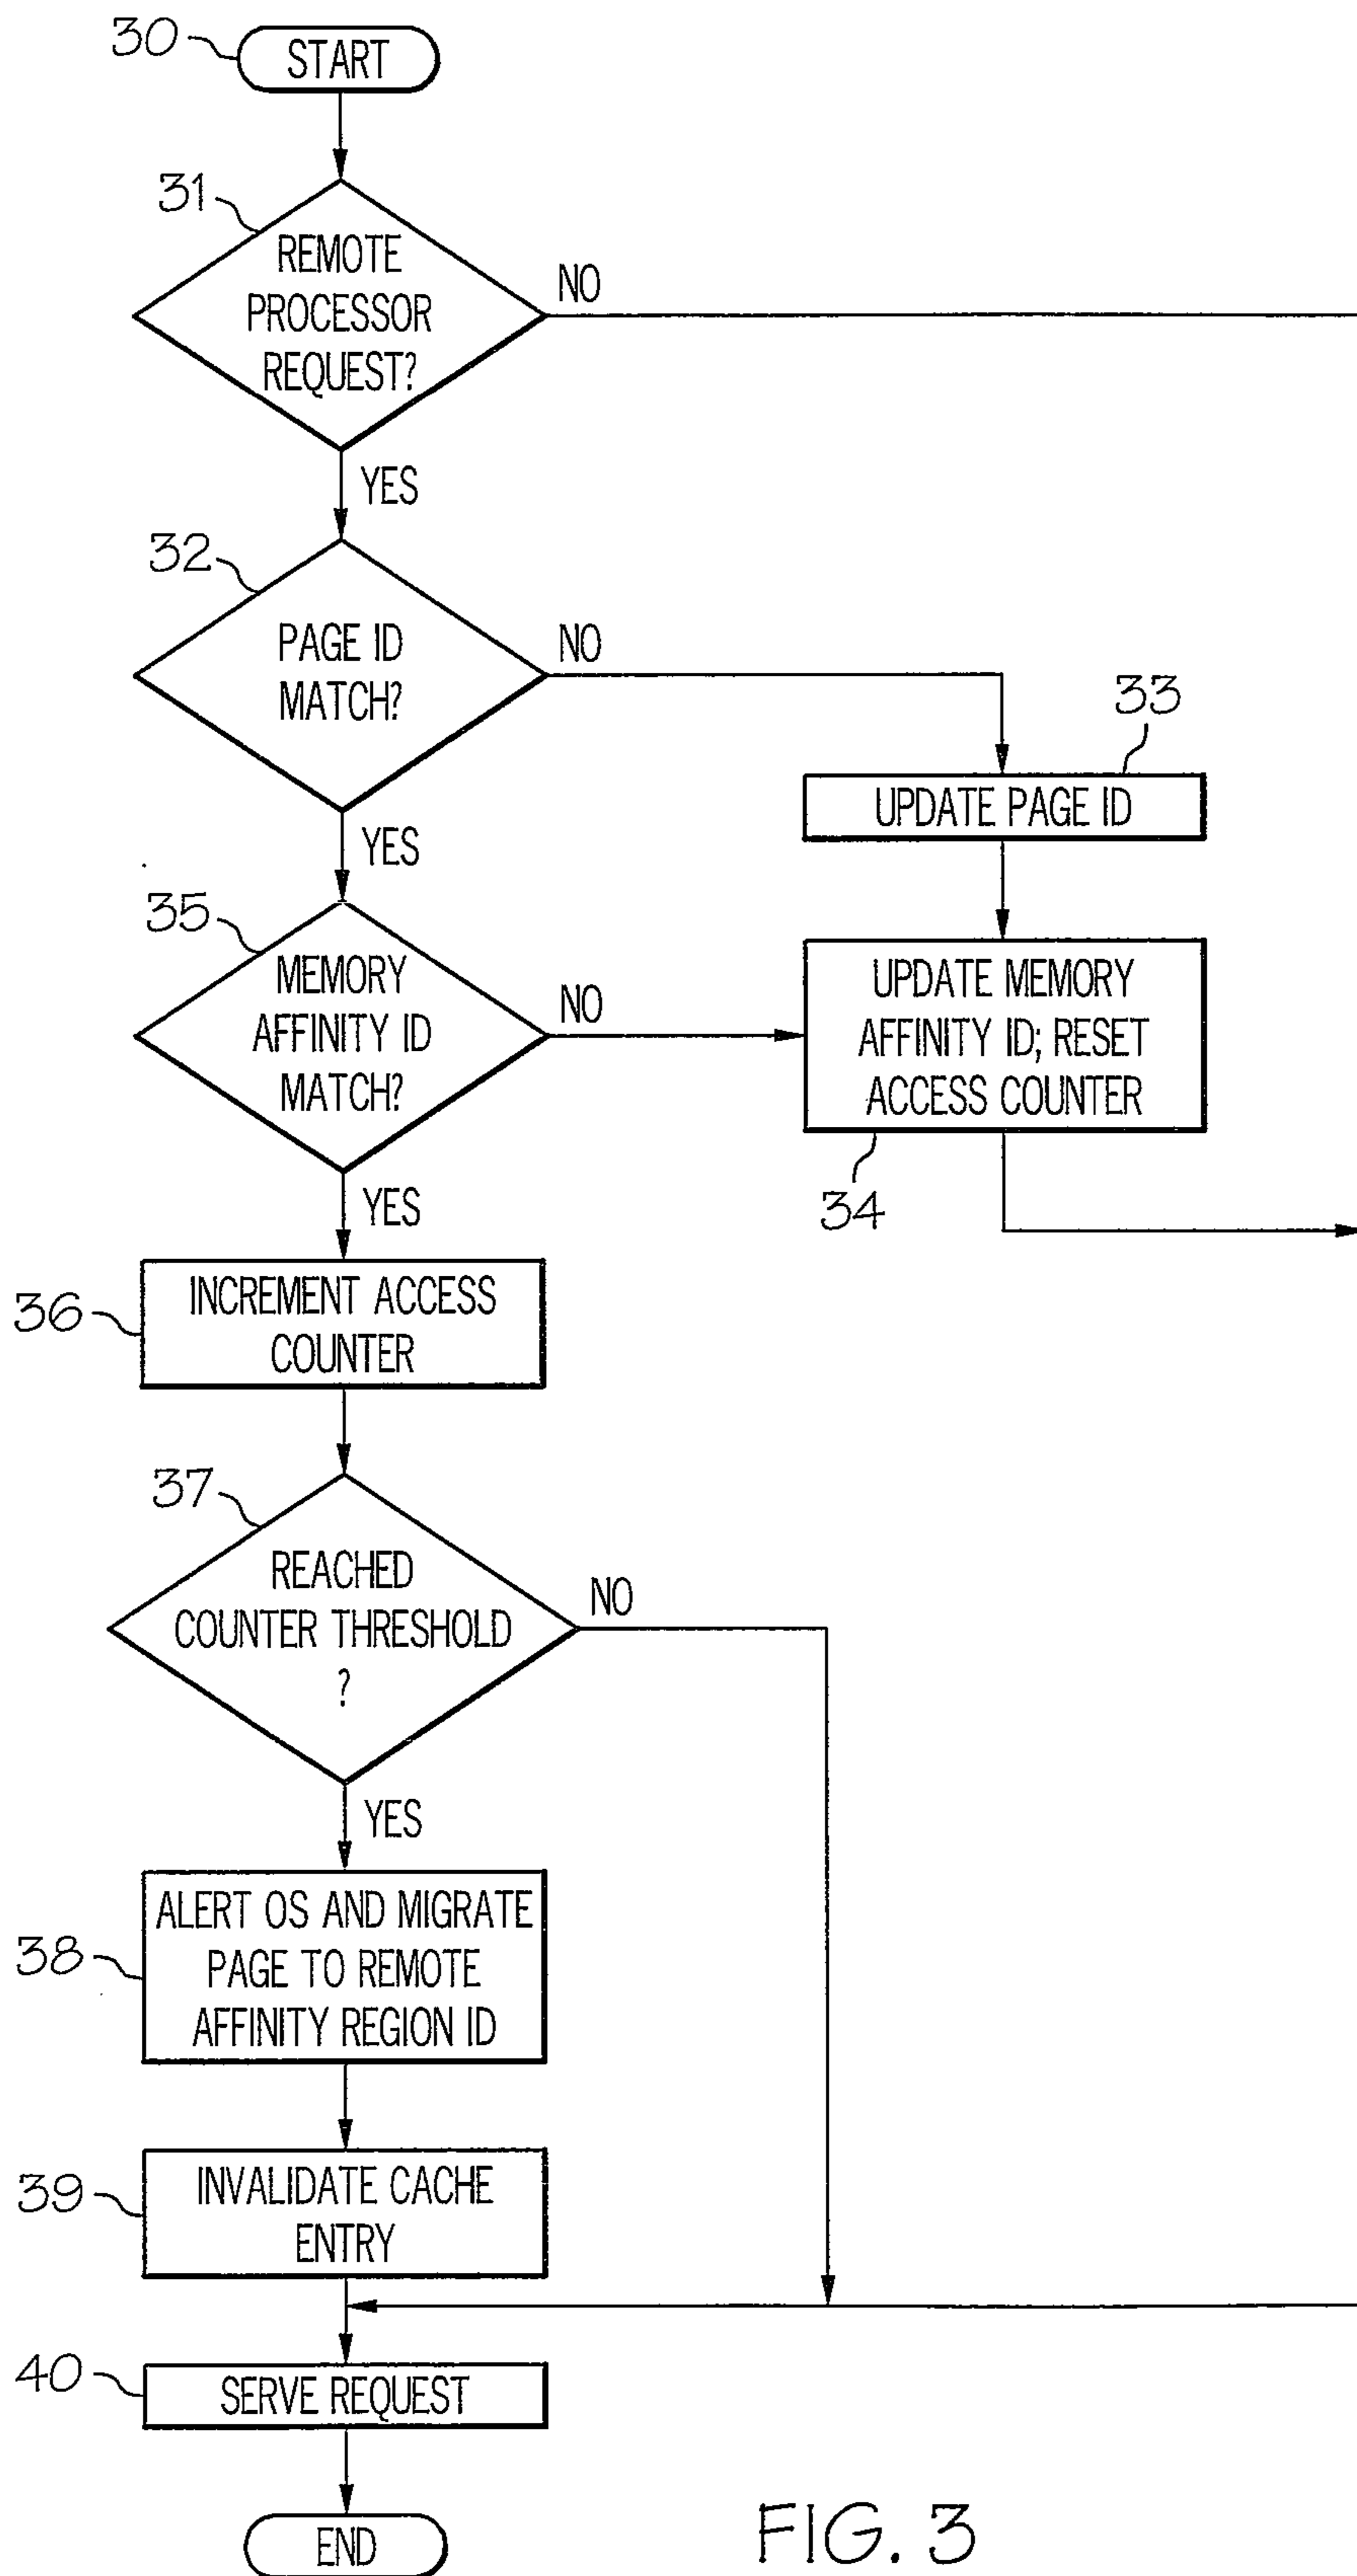 30
START
31
REMOTE
PROCESSOR
REQUEST?
NO
YES
32
PAGE ID
MATCH?
NO
33
UPDATE PAGE ID
YES
35
MEMORY
AFFINITY ID
MATCH?
NO
UPDATE MEMORY
AFFINITY ID; RESET
ACCESS COUNTER
34
YES
36
INCREMENT ACCESS
COUNTER
37
REACHED
COUNTER THRESHOLD
?
NO
YES
38
ALERT OS AND MIGRATE
PAGE TO REMOTE
AFFINITY REGION ID
39
INVALIDATE CACHE
ENTRY
40
SERVE REQUEST
END
FIG. 3